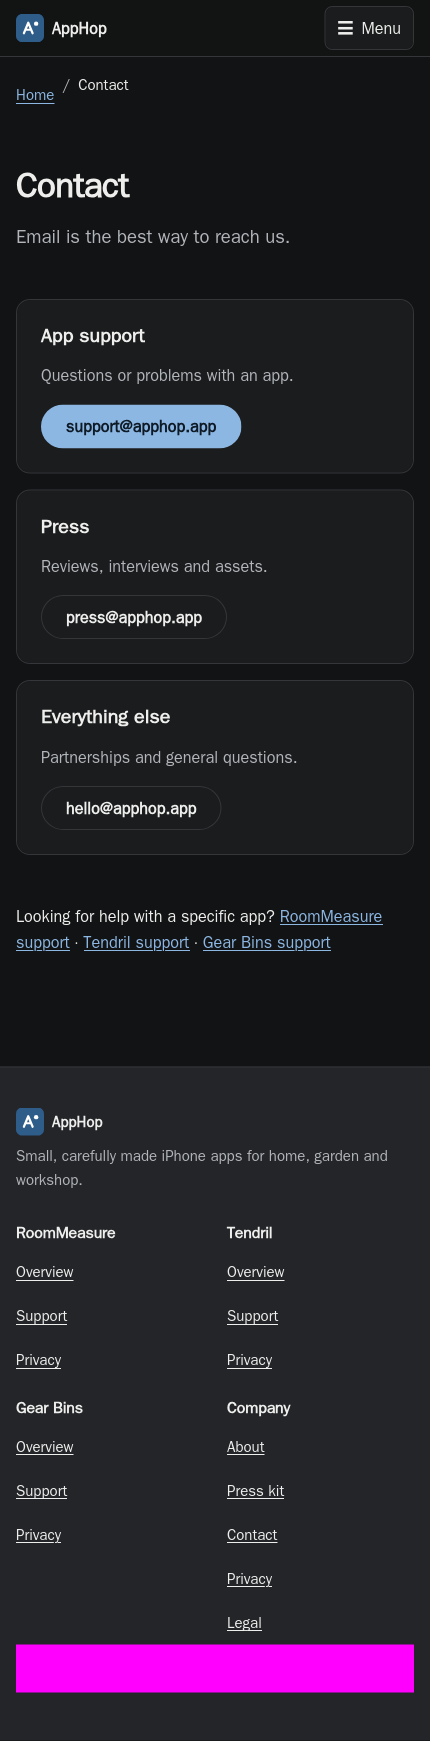 AppHop
☰ Menu
Home / Contact
Contact
Email is the best way to reach us.
App support
Questions or problems with an app.
support@apphop.app
Press
Reviews, interviews and assets.
press@apphop.app
Everything else
Partnerships and general questions.
hello@apphop.app
Looking for help with a specific app? RoomMeasure
support · Tendril support · Gear Bins support
AppHop
Small, carefully made iPhone apps for home, garden and
workshop.
RoomMeasure
Overview
Support
Privacy
Tendril
Overview
Support
Privacy
Gear Bins
Overview
Support
Privacy
Company
About
Press kit
Contact
Privacy
Legal